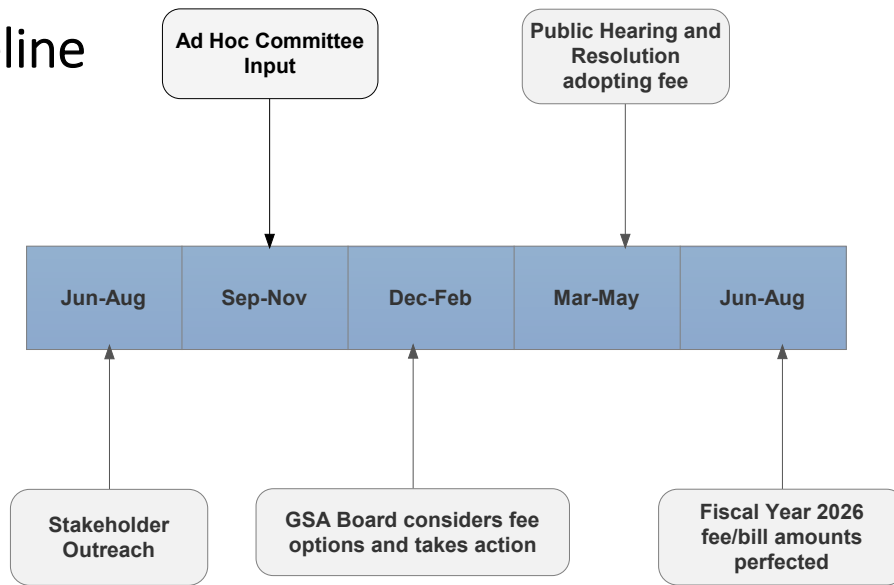 line
Ad Hoc Committee
Input
Public Hearing and
Resolution
adopting fee
Jun-Aug
Sep-Nov
Dec-Feb
Mar-May
Jun-Aug
Stakeholder
Outreach
GSA Board considers fee
options and takes action
Fiscal Year 2026
fee/bill amounts
perfected